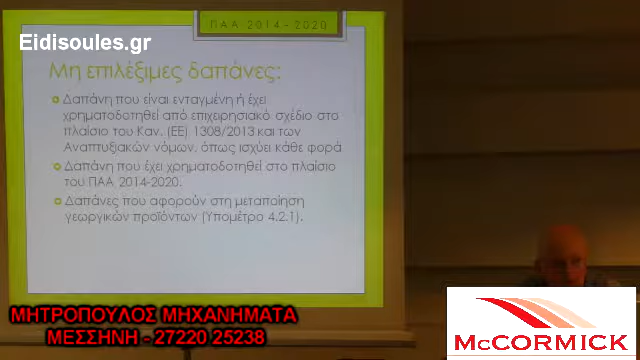 ΠΑΑ 2014-2020
Eidisoules.gr
Μη επιλέξιμες δαπάνες:
Δαπάνη που είναι ενταγμένη ή έχει
χρηματοδοτηθεί από επιχειρησιακό σχέδιο στο
πλαίσιο του Καν. (ΕΕ) 1308/2013 και των
Αναπτυξιακών νόμων, όπως ισχύει κάθε φορά
Δαπάνη που έχει χρηματοδοτηθεί στο πλαίσιο
του ΠΑΑ 2014-2020.
Δαπάνες που αφορούν στη μεταποίηση
γεωργικών προϊόντων (Υπομέτρο 4.2.1).
ΜΗΤΡΟΠΟΥΛΟΣ ΜΗΧΑΝΗΜΑΤΑ
ΜΕΣΣΗΝΗ - 27220 25238
McCORMICK